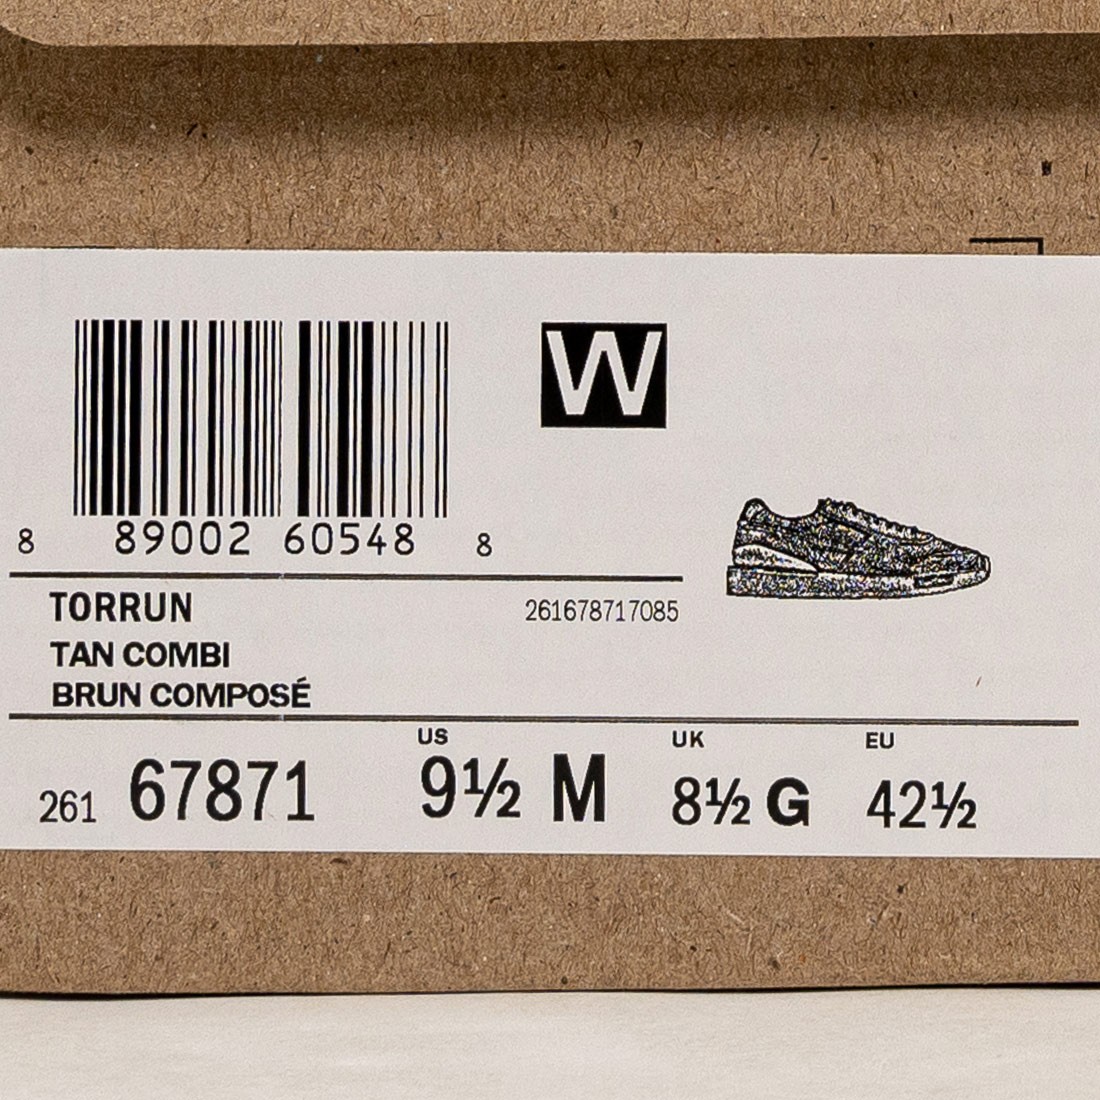 W
8 89002 60548 8
TORRUN
261678717085
TAN COMBI
BRUN COMPOSÉ
US UK EU
261 67871 9½ M 8½ G 42½